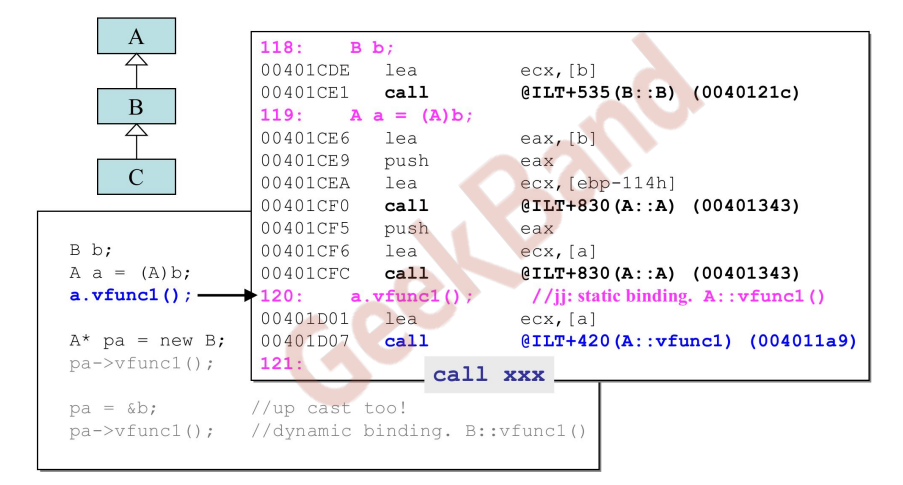 A
B
C
118: B b;
00401CDE lea ecx,[b]
00401CE1 call @ILT+535(B::B) (0040121c)
119: A a = (A)b;
00401CE6 lea eax,[b]
00401CE9 push eax
00401CEA lea ecx,[ebp-114h]
00401CF0 call @ILT+830(A::A) (00401343)
00401CF5 push eax
00401CF6 lea ecx,[a]
00401CFC call @ILT+830(A::A) (00401343)
120: a.vfunc1(); //jj: static binding. A::vfunc1()
00401D01 lea ecx,[a]
00401D07 call @ILT+420(A::vfunc1) (004011a9)
121:
call xxx
B b;
A a = (A)b;
a.vfunc1();
A* pa = new B;
pa->vfunc1();
pa = &b; //up cast too!
pa->vfunc1(); //dynamic binding. B::vfunc1()
GeekBand